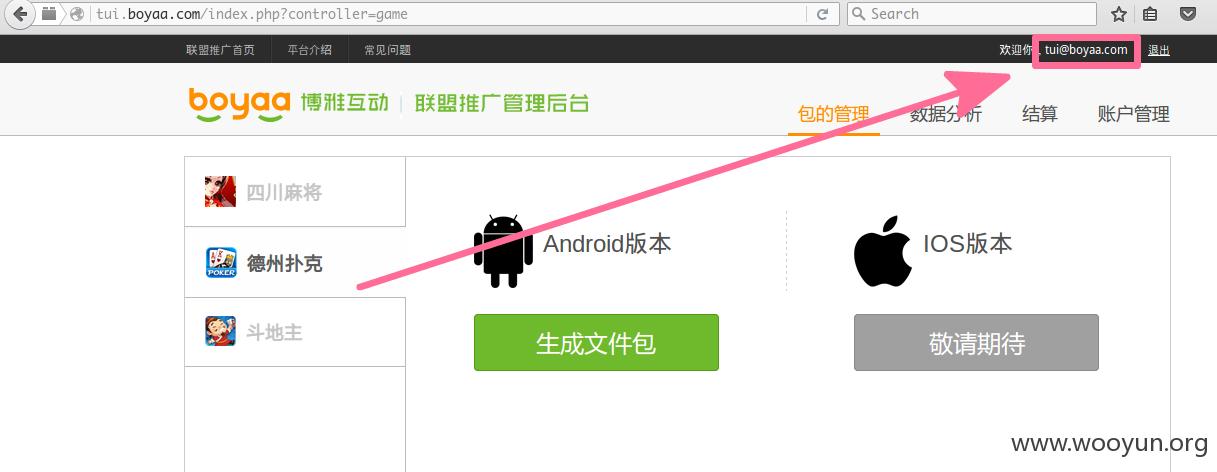 tui.boyaa.com/index.php?controller=game
Search
联盟推广首页 平台介绍 常见问题 欢迎你, tui@boyaa.com 退出
boyaa 博雅互动 联盟推广管理后台
包的管理 数据分析 结算 账户管理
四川麻将
POKER 德州扑克
斗地主
Android版本
生成文件包
IOS版本
敬请期待
www.wooyun.org